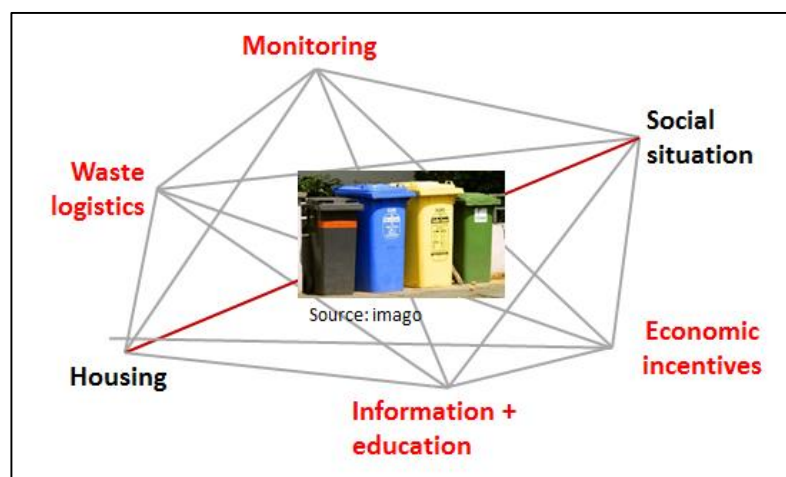 Monitoring
Social
situation
Waste
logistics
Source: imago
Economic
incentives
Housing
Information +
education